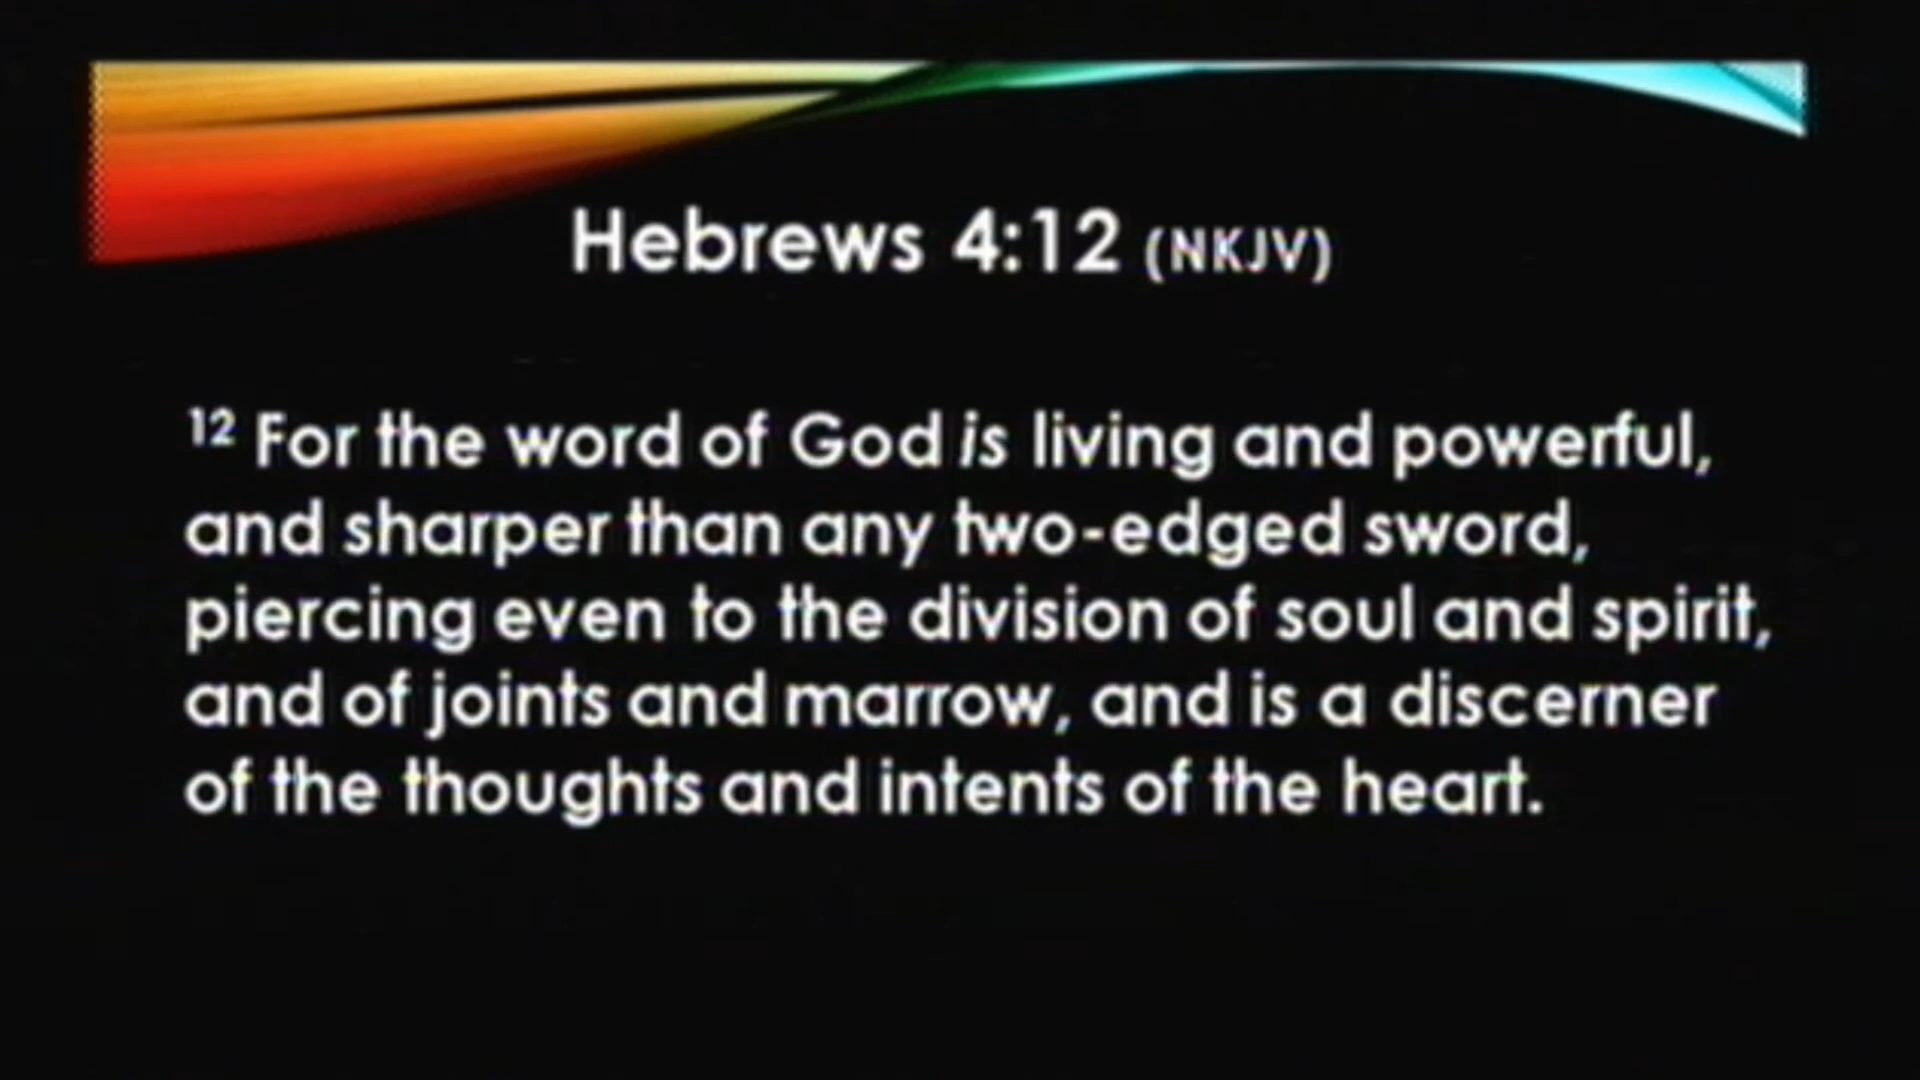 Hebrews 4:12 (NKJV)
12 For the word of God is living and powerful,
and sharper than any two-edged sword,
piercing even to the division of soul and spirit,
and of joints and marrow, and is a discerner
of the thoughts and intents of the heart.